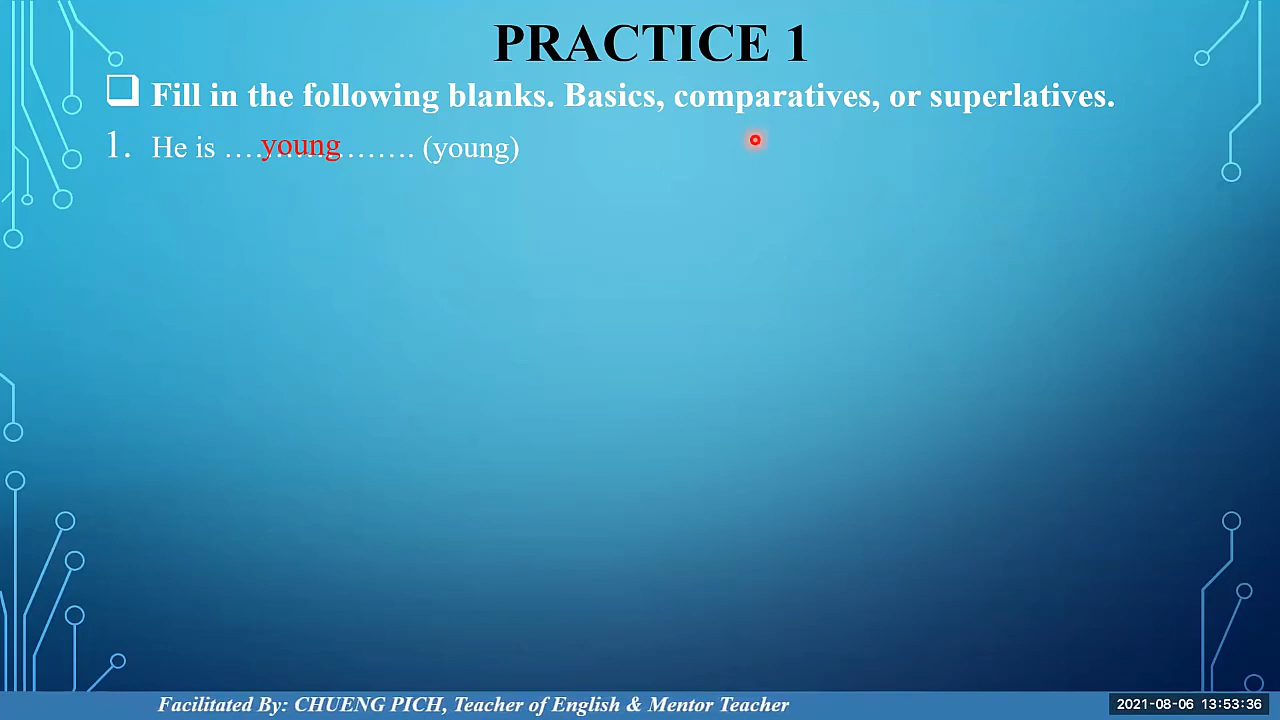 PRACTICE 1
❑ Fill in the following blanks. Basics, comparatives, or superlatives.
1. He is ....young....... (young)
Facilitated By: CHUENG PICH, Teacher of English & Mentor Teacher
2021-08-06 13:53:36